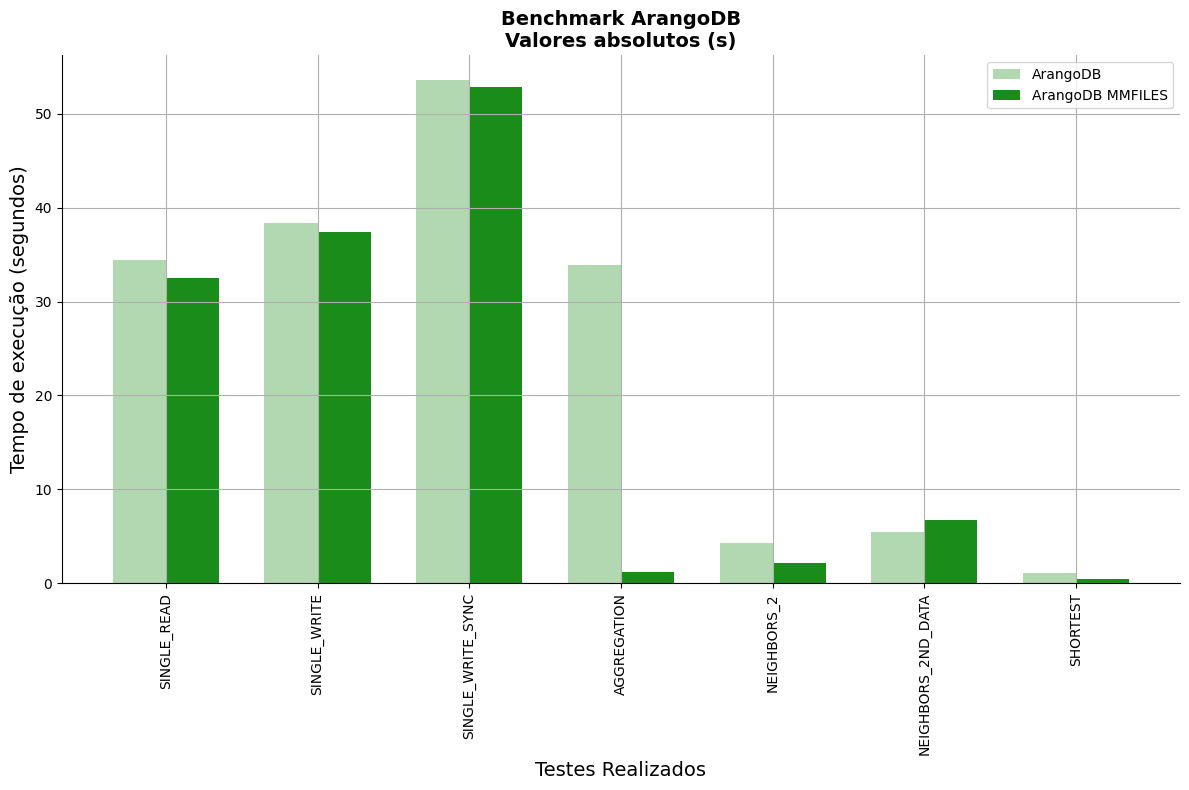 Benchmark ArangoDB
Valores absolutos (s)
ArangoDB
ArangoDB MMFILES
Tempo de execução (segundos)
50
40
30
20
10
0
SINGLE_READ
SINGLE_WRITE
SINGLE_WRITE_SYNC
AGGREGATION
NEIGHBORS_2
NEIGHBORS_2ND_DATA
SHORTEST
Testes Realizados